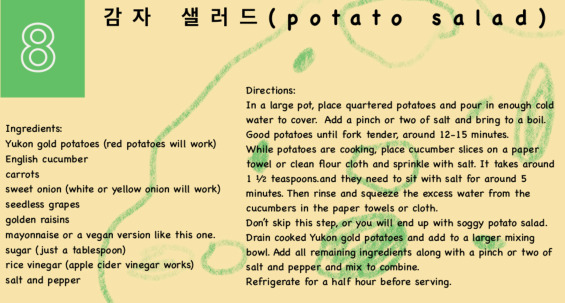 8
감자 샐러드(potato salad)
Ingredients:
Yukon gold potatoes (red potatoes will work)
English cucumber
carrots
sweet onion (white or yellow onion will work)
seedless grapes
golden raisins
mayonnaise or a vegan version like this one.
sugar (just a tablespoon)
rice vinegar (apple cider vinegar works)
salt and pepper
Directions:
In a large pot, place quartered potatoes and pour in enough cold
water to cover. Add a pinch or two of salt and bring to a boil.
Good potatoes until fork tender, around 12-15 minutes.
While potatoes are cooking, place cucumber slices on a paper
towel or clean flour cloth and sprinkle with salt. It takes around
1 ½ teaspoons.and they need to sit with salt for around 5
minutes. Then rinse and squeeze the excess water from the
cucumbers in the paper towels or cloth.
Don't skip this step, or you will end up with soggy potato salad.
Drain cooked Yukon gold potatoes and add to a larger mixing
bowl. Add all remaining ingredients along with a pinch or two of
salt and pepper and mix to combine.
Refrigerate for a half hour before serving.